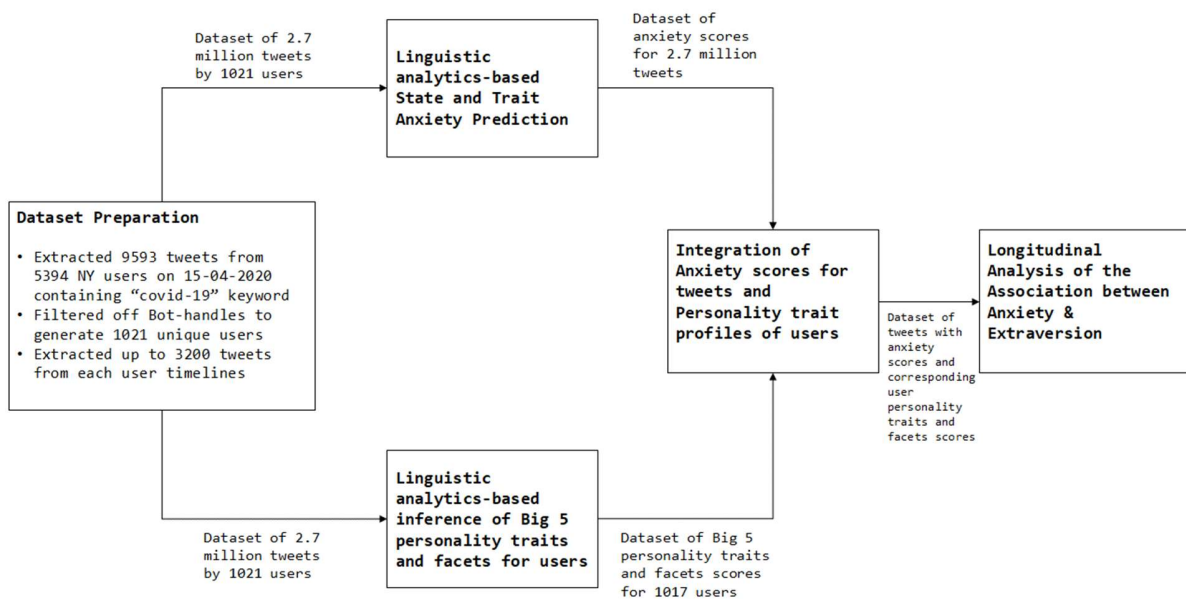 Dataset of 2.7
million tweets
by 1021 users
Linguistic
analytics-based
State and Trait
Anxiety Prediction
Dataset of
anxiety scores
for 2.7 million
tweets
Dataset Preparation
• Extracted 9593 tweets from
5394 NY users on 15-04-2020
containing “covid-19” keyword
• Filtered off Bot-handles to
generate 1021 unique users
• Extracted up to 3200 tweets
from each user timelines
Integration of
Anxiety scores for
tweets and
Personality trait
profiles of users
Dataset of
tweets with
anxiety
scores and
corresponding
user
personality
traits and
facets scores
Longitudinal
Analysis of the
Association between
Anxiety &
Extraversion
Dataset of 2.7
million tweets
by 1021 users
Linguistic
analytics-based
inference of Big 5
personality traits
and facets for users
Dataset of Big 5
personality traits
and facets scores
for 1017 users